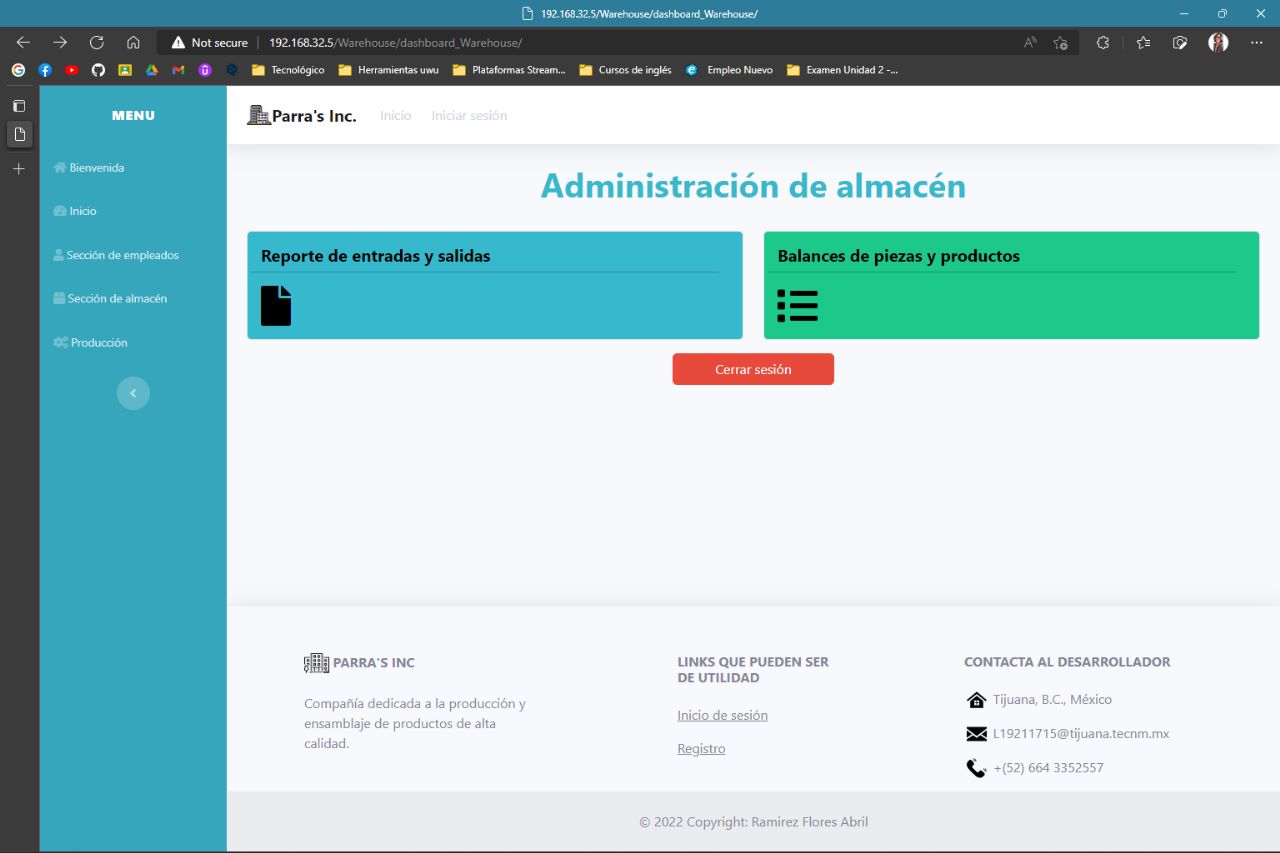 192.168.32.5/Warehouse/dashboard_Warehouse/
Not secure
192.168.32.5/Warehouse/dashboard_Warehouse/
Tecnológico
Herramientas uwu
Plataformas Stream...
Cursos de inglés
Empleo Nuevo
Examen Unidad 2 -...
MENU
Bienvenida
Inicio
Sección de empleados
Sección de almacén
Producción
Parra's Inc.
Inicio
Iniciar sesión
Administración de almacén
Reporte de entradas y salidas
Balances de piezas y productos
Cerrar sesión
PARRA'S INC
Compañía dedicada a la producción y
ensamblaje de productos de alta
calidad.
LINKS QUE PUEDEN SER
DE UTILIDAD
Inicio de sesión
Registro
CONTACTA AL DESARROLLADOR
Tijuana, B.C., México
L19211715@tijuana.tecnm.mx
+(52) 664 3352557
© 2022 Copyright: Ramirez Flores Abril